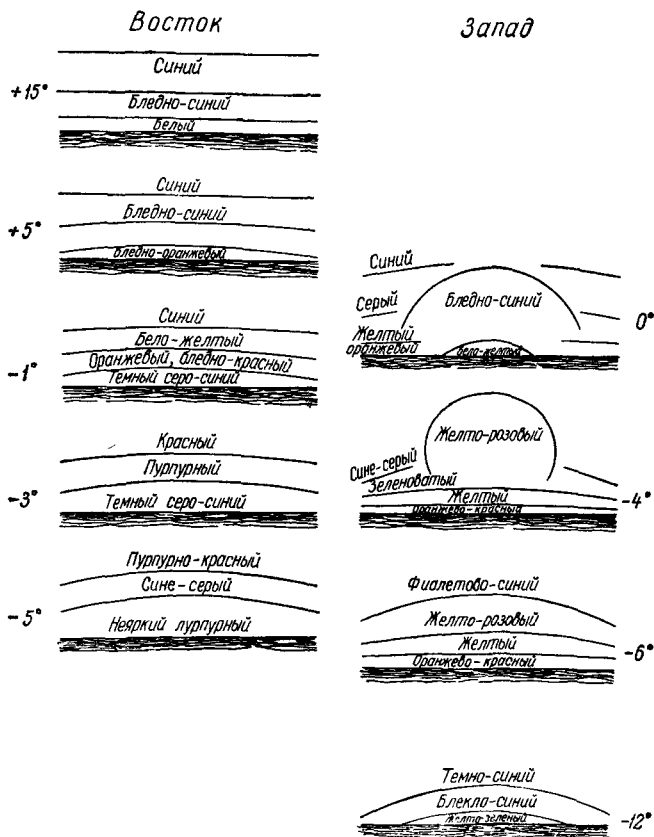 Восток
Синий
+15°
Бледно-синий
Белый
Синий
Бледно-синий
+5°
Бледно-оранжевый
Синий
Бело-желтый
Оранжевый, бледно-красный
-1°
Темный серо-синий
Красный
Пурпурный
-3°
Темный серо-синий
Пурпурно-красный
Сине-серый
-5°
Неяркий лурпурный
Запад
Синий
Бледно-синий
Серый
0°
Желтый
оранжевый
Бело-желтый
Желто-розовый
Сине-серый
Зеленоватый
Желтый
-4°
Оранжево-красный
Фиалетово-синий
Желто-розовый
Желтый
-6°
Оранжево-красный
Темно-синий
Блекло-синий
Желто-зеленый
-12°